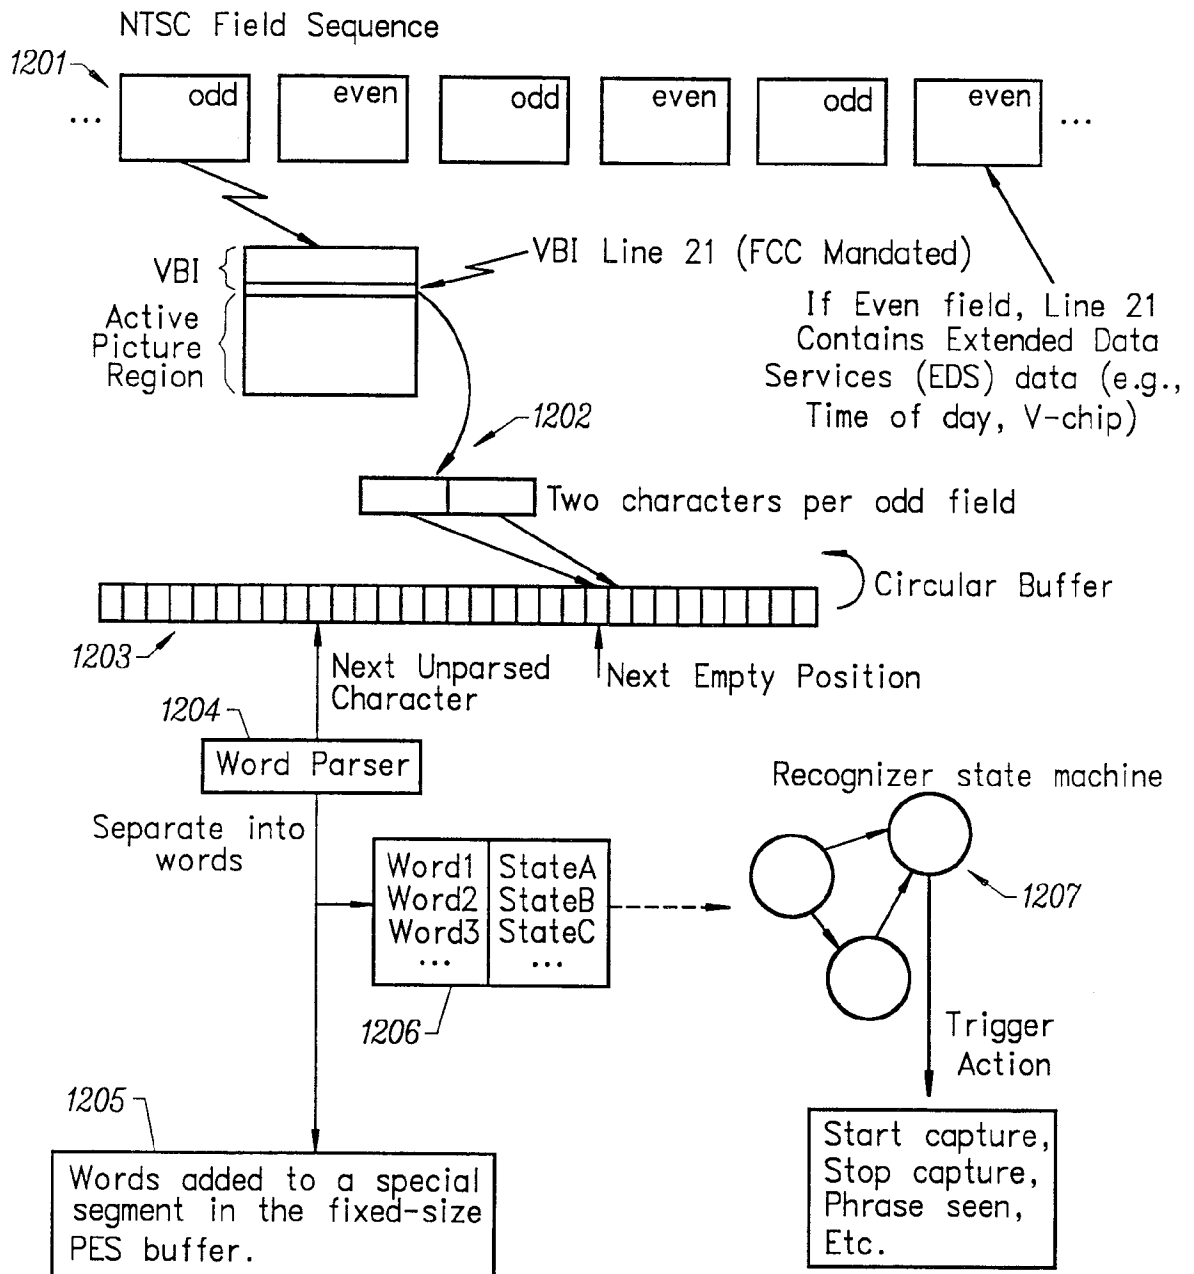 NTSC Field Sequence
1201
... odd even odd even odd even ...
VBI
VBI Line 21 (FCC Mandated)
Active
Picture
Region
If Even field, Line 21
Contains Extended Data
Services (EDS) data (e.g.,
Time of day, V-chip)
1202
Two characters per odd field
Circular Buffer
1203
Next Unparsed
Character
Next Empty Position
1204
Word Parser
Separate into
words
Recognizer state machine
Word1 StateA
Word2 StateB
Word3 StateC
... ...
1206
1207
Trigger
Action
1205
Words added to a special
segment in the fixed-size
PES buffer.
Start capture,
Stop capture,
Phrase seen,
Etc.